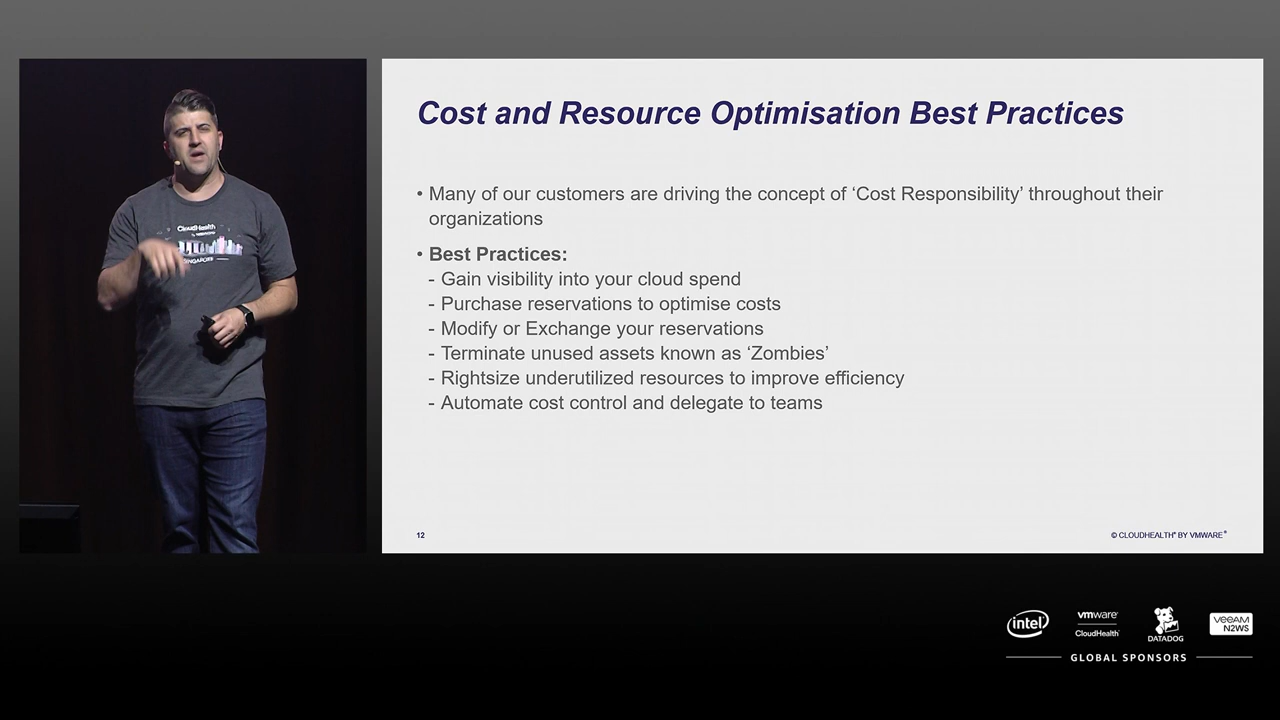 Cost and Resource Optimisation Best Practices
• Many of our customers are driving the concept of ‘Cost Responsibility’ throughout their
organizations
• Best Practices:
- Gain visibility into your cloud spend
- Purchase reservations to optimise costs
- Modify or Exchange your reservations
- Terminate unused assets known as ‘Zombies’
- Rightsize underutilized resources to improve efficiency
- Automate cost control and delegate to teams
12
© CLOUDHEALTH® BY VMWARE®
CloudHealth
SINGAPORE
intel
vmware
CloudHealth
DATADOG
VEEAM
N2WS
GLOBAL SPONSORS